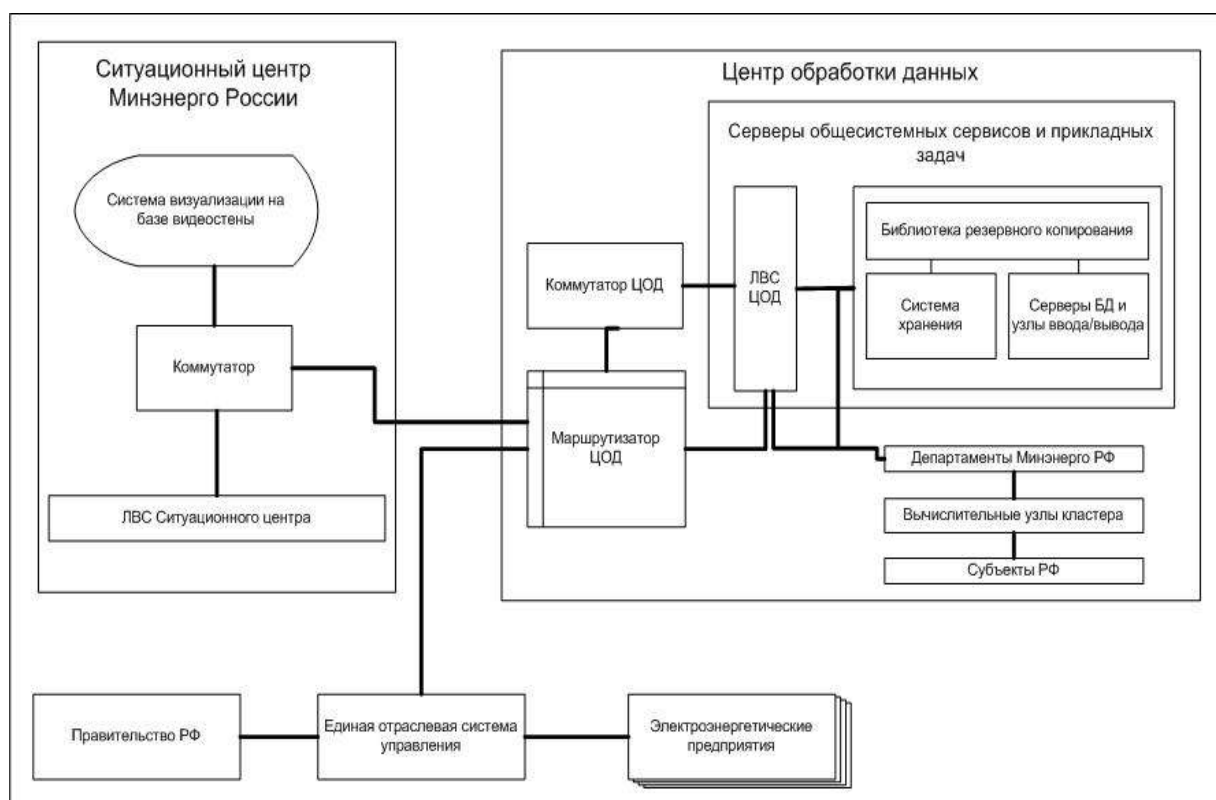 Ситуационный центр
Минэнерго России
Система визуализации на
базе видеостены
Коммутатор
ЛВС Ситуационного центра
Центр обработки данных
Серверы общесистемных сервисов и прикладных
задач
Библиотека резервного копирования
Система
хранения
Серверы БД и
узлы ввода/вывода
ЛВС
ЦОД
Коммутатор ЦОД
Маршрутизатор
ЦОД
Департаменты Минэнерго РФ
Вычислительные узлы кластера
Субъекты РФ
Правительство РФ
Единая отраслевая система
управления
Электроэнергетические
предприятия